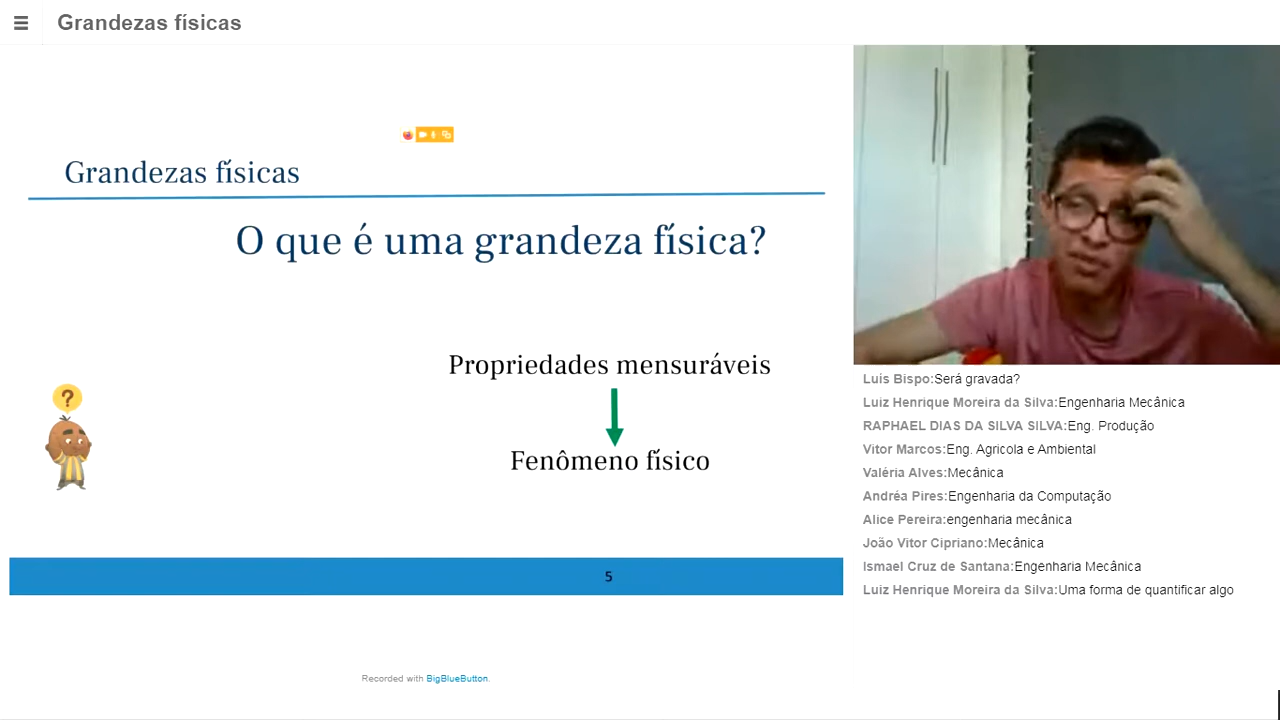 Grandezas físicas
Grandezas físicas
O que é uma grandeza física?
Propriedades mensuráveis
Fenômeno físico
?
5
Luis Bispo:Será gravada?
Luiz Henrique Moreira da Silva:Engenharia Mecânica
RAPHAEL DIAS DA SILVA SILVA:Eng. Produção
Vitor Marcos:Eng. Agricola e Ambiental
Valéria Alves:Mecânica
Andréa Pires:Engenharia da Computação
Alice Pereira:engenharia mecânica
João Vitor Cipriano:Mecânica
Ismael Cruz de Santana:Engenharia Mecânica
Luiz Henrique Moreira da Silva:Uma forma de quantificar algo
Recorded with BigBlueButton.